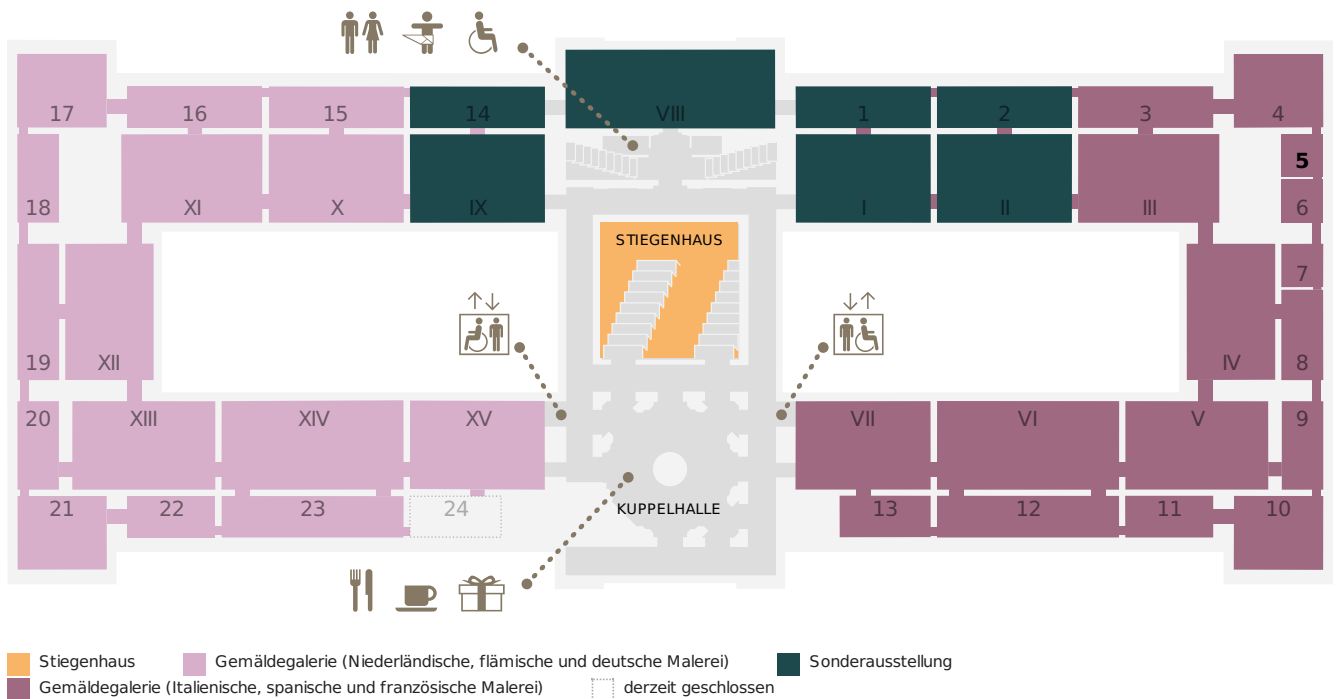 17 16 15 14 VIII 1 2 3 4
5
18 XI X IX I II III 6
STIEGENHAUS
7
19 XII IV 8
20 XIII XIV XV VII VI V 9
21 22 23 24 KUPPELHALLE 13 12 11 10
Stiegenhaus Gemäldegalerie (Niederländische, flämische und deutsche Malerei) Sonderausstellung
Gemäldegalerie (Italienische, spanische und französische Malerei) derzeit geschlossen